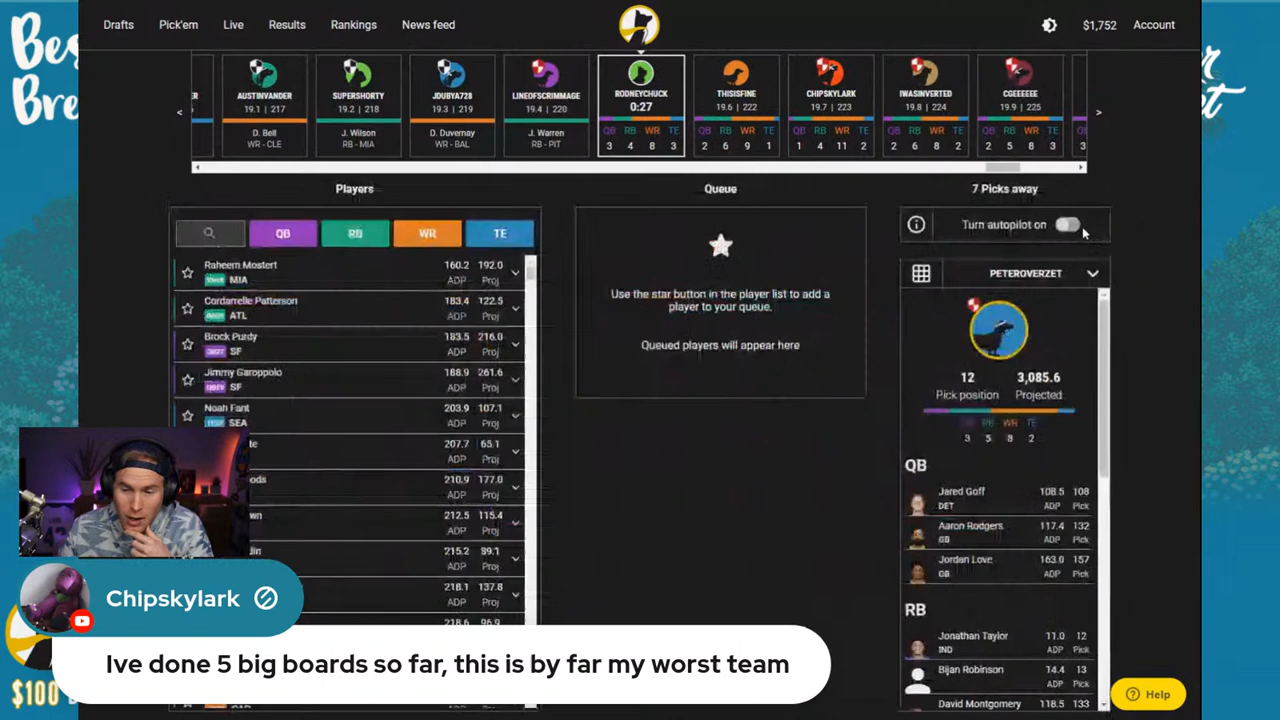 Drafts Pick'em Live Results Rankings News feed $1,752 Account
Bes
Bre
AUSTINVANDER SUPERSHORTY JDUBYA728 LINEOFSCRIMMAGE RODNEYCHUCK THISISFINE CHIPSKYLARK IWASINVERTED CGEEEEEE
19.1 | 217 19.2 | 218 19.3 | 219 19.4 | 220 0:27 19.6 | 222 19.7 | 223 19.8 | 224 19.9 | 225
D. Bell J. Wilson D. Duvernay J. Warren QB RB WR TE QB RB WR TE QB RB WR TE QB RB WR TE QB RB WR TE QB
WR - CLE RB - MIA WR - BAL RB - PIT 3 4 8 3 2 6 9 1 1 4 11 2 2 6 8 2 2 5 8 3 3
< >
Players Queue 7 Picks away
QB RB WR TE
Turn autopilot on
Raheem Mostert 160.2 192.0
MIA ADP Proj
Cordarrelle Patterson 183.4 122.5
ATL ADP Proj
Brock Purdy 183.5 216.0
SF ADP Proj
Jimmy Garoppolo 188.9 261.6
SF ADP Proj
Noah Fant 203.9 107.1
SEA ADP Proj
207.7 65.1
ADP Proj
210.9 177.0
ADP Proj
212.5 115.4
ADP Proj
215.2 89.1
ADP Proj
218.1 137.8
ADP Proj
218.6 96.9
Use the star button in the player list to add a
player to your queue.
Queued players will appear here
PETEROVERZET
12 3,085.6
Pick position Projected
RB WR TE
3 5 8 2
QB
Jared Goff 108.5 108
DET ADP Pick
Aaron Rodgers 117.4 132
GB ADP Pick
Jordan Love 163.0 157
GB ADP Pick
RB
Jonathan Taylor 11.0 12
IND ADP Pick
Bijan Robinson 14.4 13
ADP Pick
David Montgomery 118.5 133
Chipskylark
Ive done 5 big boards so far, this is by far my worst team
$100
Help